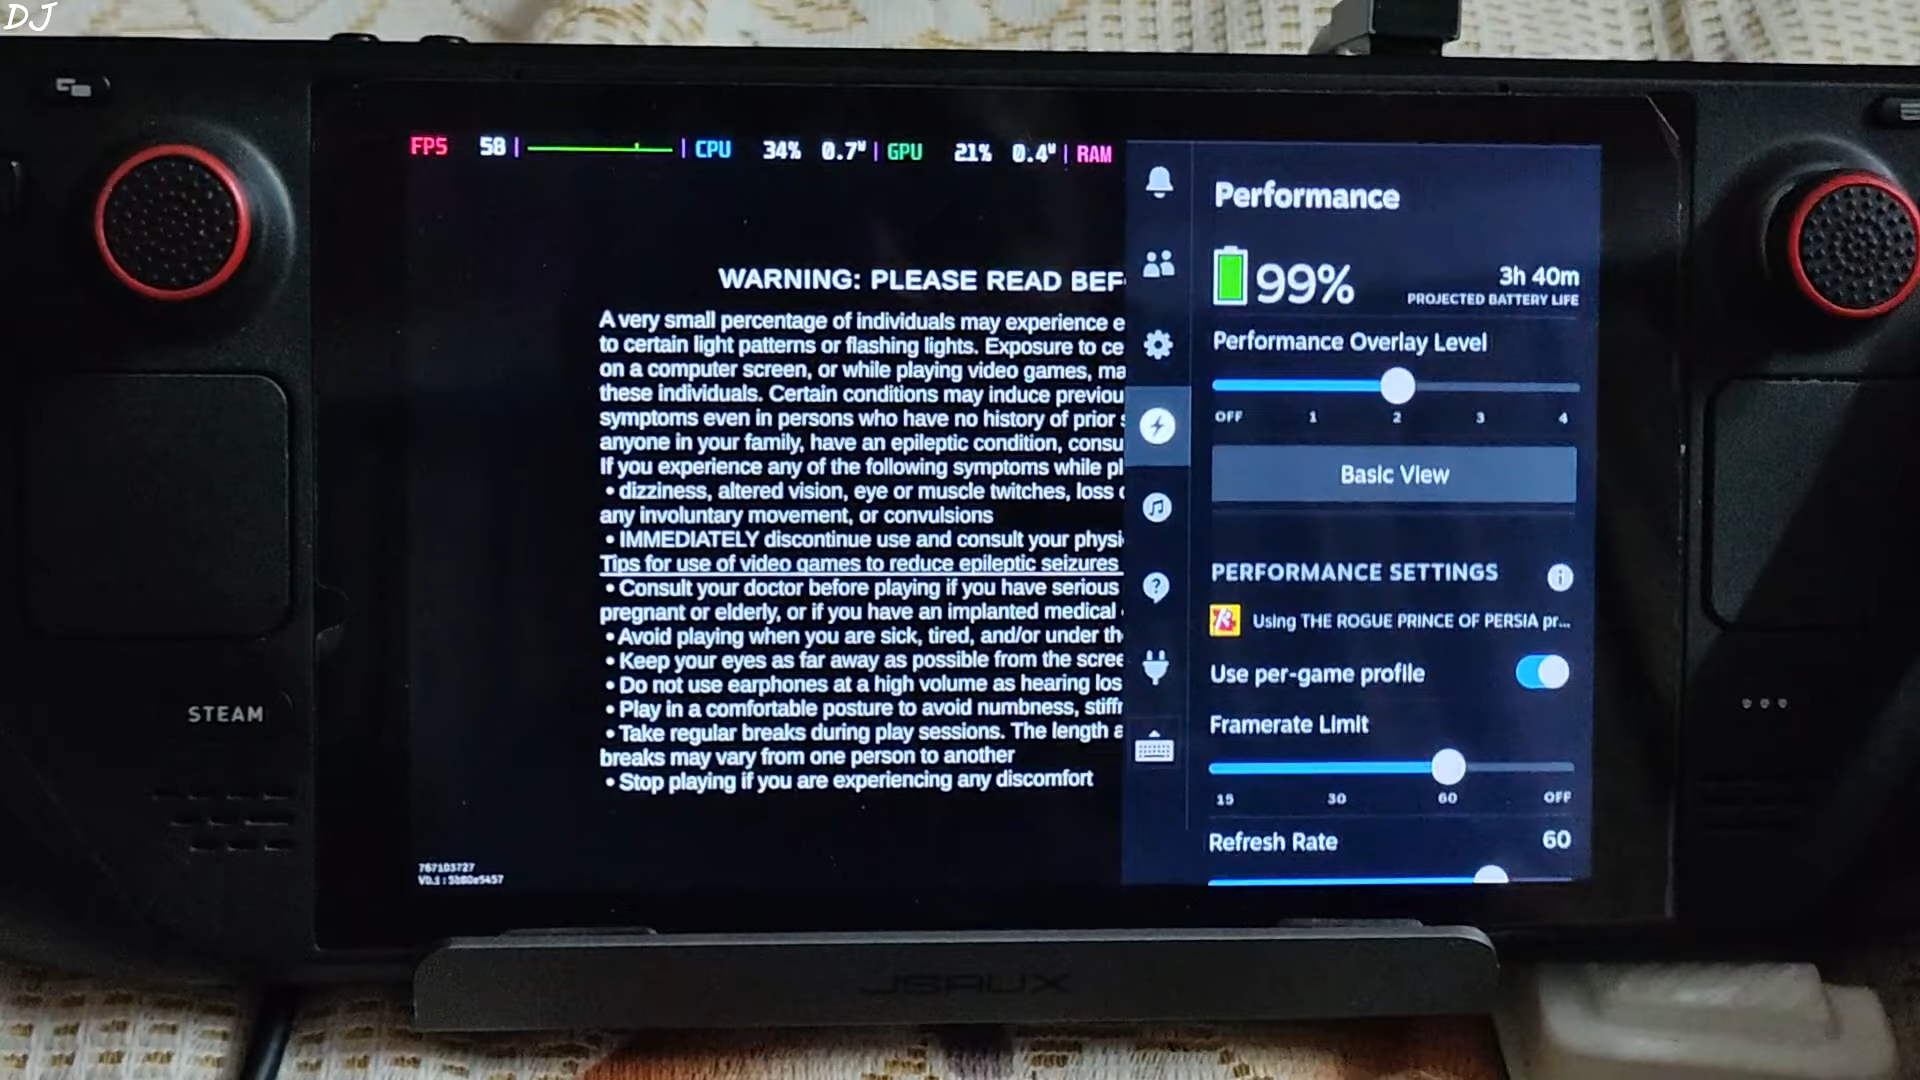 DJ
FPS 58 | | CPU 34% 0.7W | GPU 21% 0.4W | RAM
WARNING: PLEASE READ BEF
A very small percentage of individuals may experience e
to certain light patterns or flashing lights. Exposure to ce
on a computer screen, or while playing video games, ma
these individuals. Certain conditions may induce previou
symptoms even in persons who have no history of prior s
anyone in your family, have an epileptic condition, consu
If you experience any of the following symptoms while pl
• dizziness, altered vision, eye or muscle twitches, loss o
any involuntary movement, or convulsions
• IMMEDIATELY discontinue use and consult your physi
Tips for use of video games to reduce epileptic seizures
• Consult your doctor before playing if you have serious
pregnant or elderly, or if you have an implanted medical
• Avoid playing when you are sick, tired, and/or under th
• Keep your eyes as far away as possible from the scree
• Do not use earphones at a high volume as hearing los
• Play in a comfortable posture to avoid numbness, stiffn
• Take regular breaks during play sessions. The length a
breaks may vary from one person to another
• Stop playing if you are experiencing any discomfort
767103727
V0.1 : 5b80e5457
Performance
99%
3h 40m
PROJECTED BATTERY LIFE
Performance Overlay Level
OFF 1 2 3 4
Basic View
PERFORMANCE SETTINGS
Using THE ROGUE PRINCE OF PERSIA pr...
Use per-game profile
Framerate Limit
15 30 60 OFF
Refresh Rate 60
STEAM
JSAUX